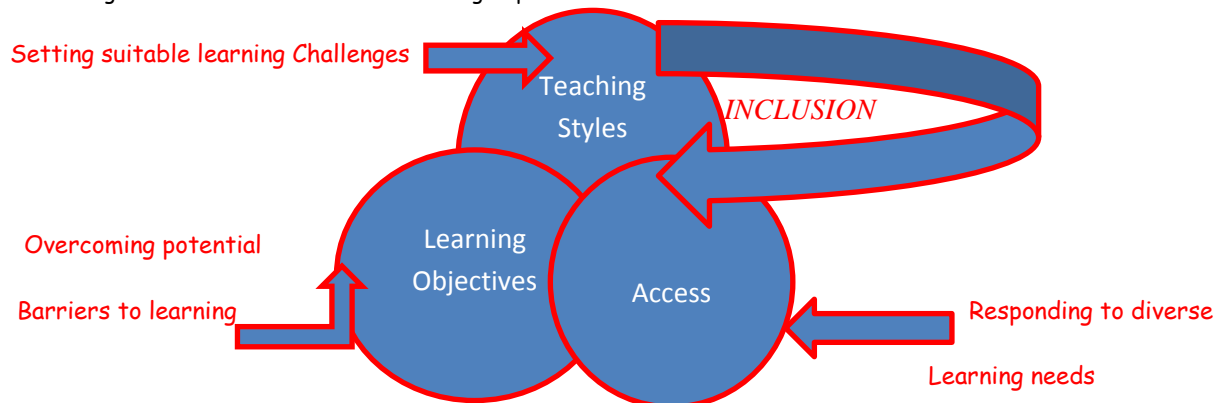 Setting suitable learning Challenges
Teaching
Styles
INCLUSION
Overcoming potential
Barriers to learning
Learning
Objectives
Access
Responding to diverse
Learning needs